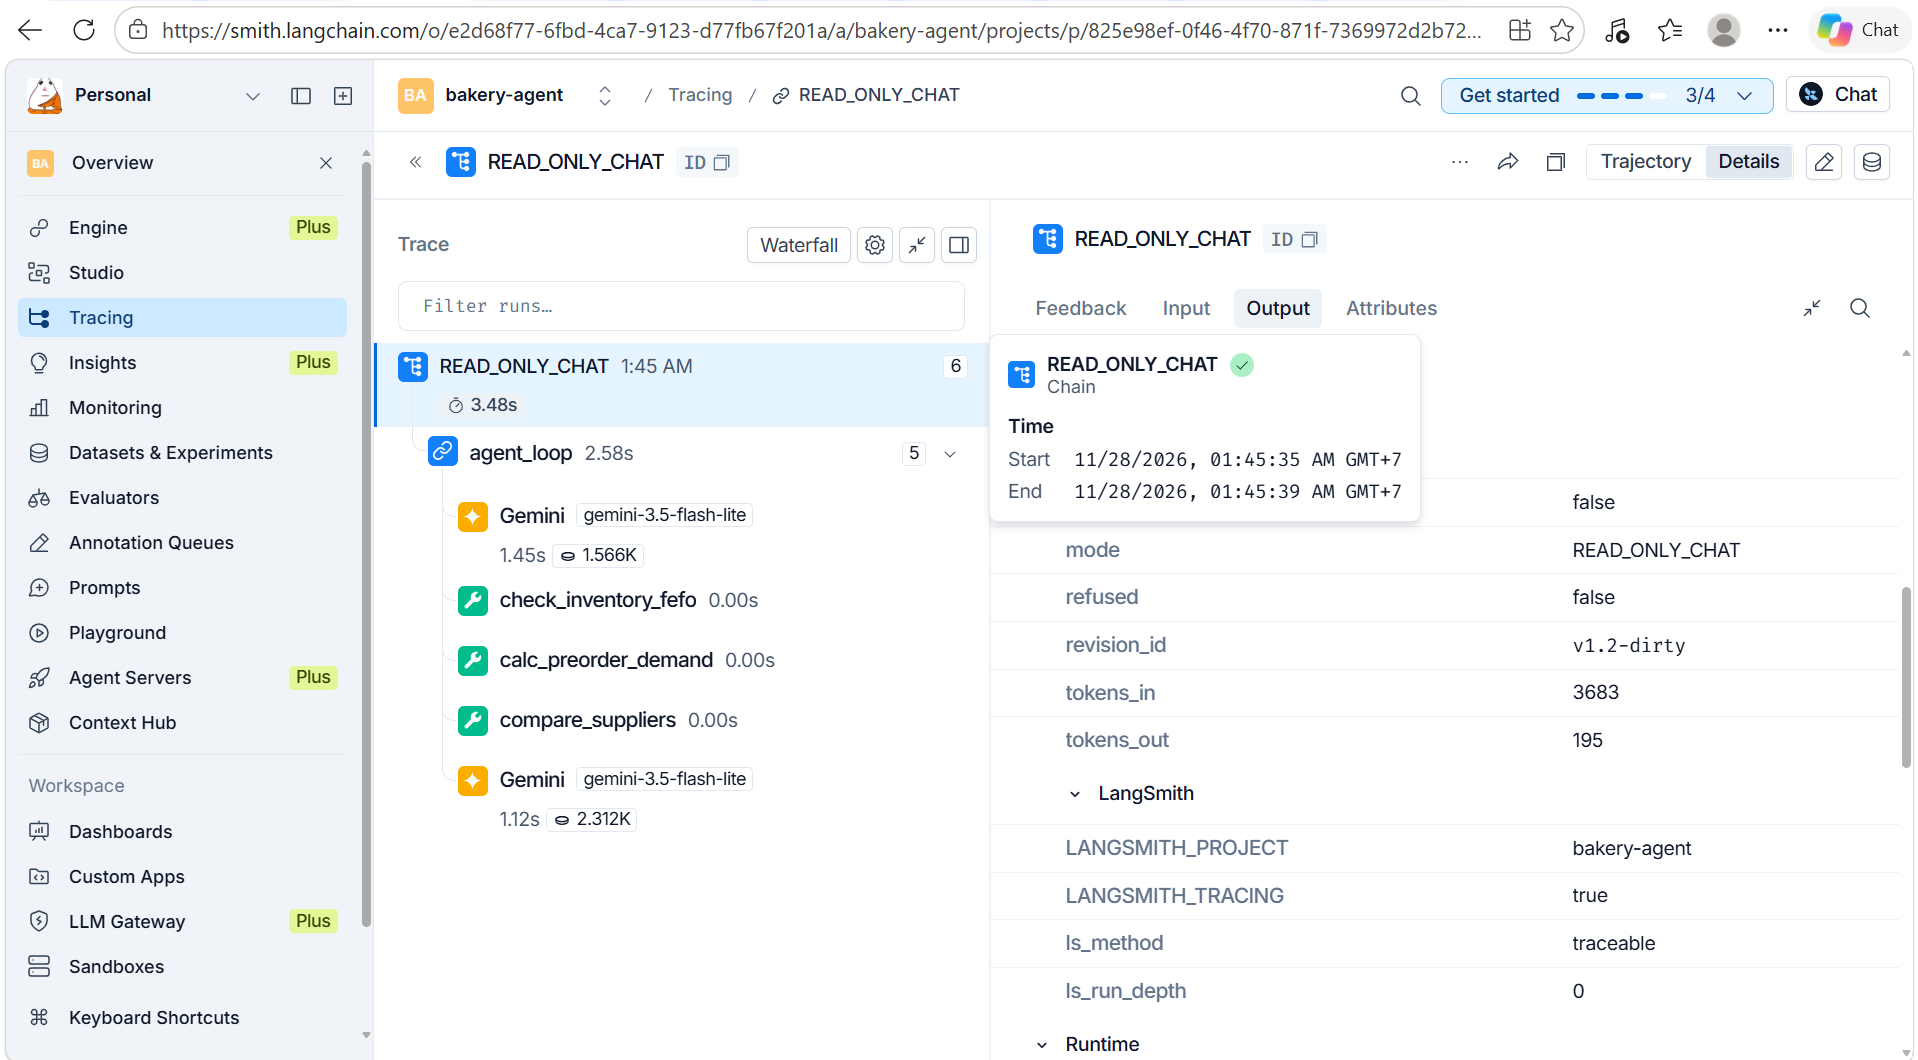 https://smith.langchain.com/o/e2d68f77-6fbd-4ca7-9123-d77fb67f201a/a/bakery-agent/projects/p/825e98ef-0f46-4f70-871f-7369972d2b72...
Chat
Personal
BA bakery-agent / Tracing / READ_ONLY_CHAT
Get started 3/4
Chat
BA Overview
Engine Plus
Studio
Tracing
Insights Plus
Monitoring
Datasets & Experiments
Evaluators
Annotation Queues
Prompts
Playground
Agent Servers Plus
Context Hub
Workspace
Dashboards
Custom Apps
LLM Gateway Plus
Sandboxes
Keyboard Shortcuts
READ_ONLY_CHAT ID
Trajectory Details
Trace
Waterfall
Filter runs…
READ_ONLY_CHAT 1:45 AM 6
3.48s
agent_loop 2.58s 5
Gemini gemini-3.5-flash-lite
1.45s 1.566K
check_inventory_fefo 0.00s
calc_preorder_demand 0.00s
compare_suppliers 0.00s
Gemini gemini-3.5-flash-lite
1.12s 2.312K
READ_ONLY_CHAT ID
Feedback Input Output Attributes
READ_ONLY_CHAT
Chain
Time
Start 11/28/2026, 01:45:35 AM GMT+7
End 11/28/2026, 01:45:39 AM GMT+7
false
mode READ_ONLY_CHAT
refused false
revision_id v1.2-dirty
tokens_in 3683
tokens_out 195
LangSmith
LANGSMITH_PROJECT bakery-agent
LANGSMITH_TRACING true
ls_method traceable
ls_run_depth 0
Runtime